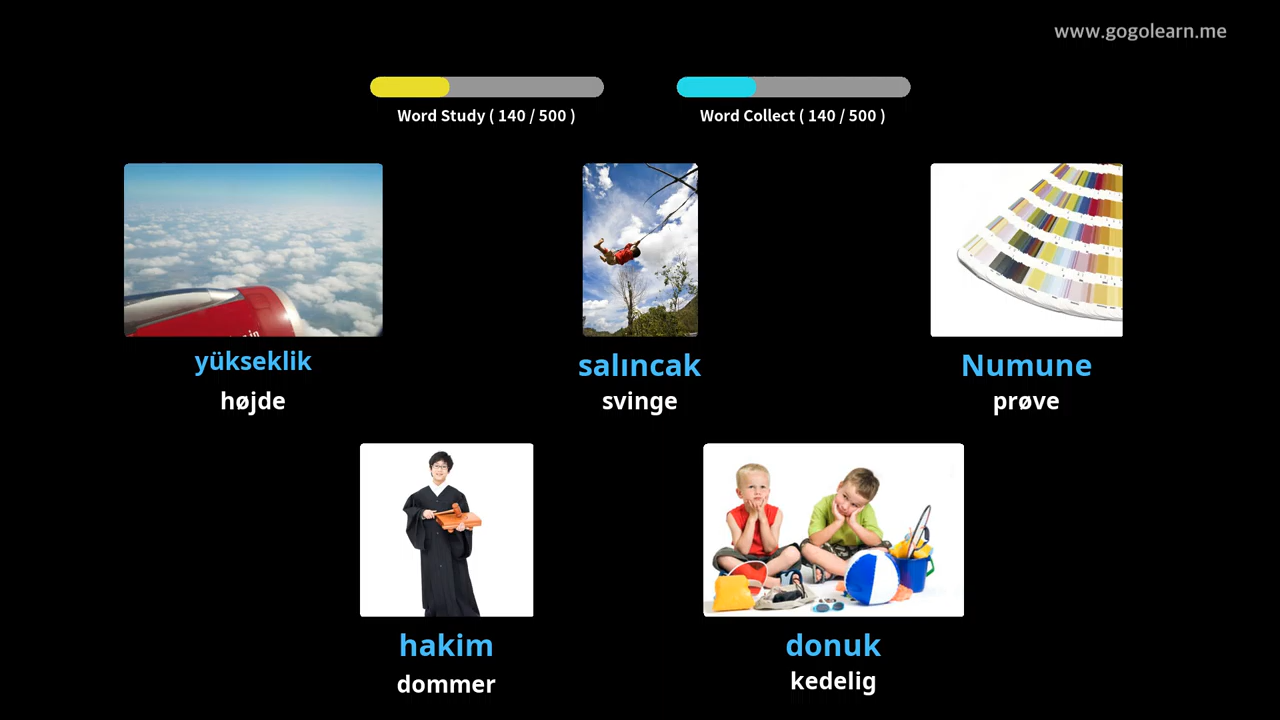 www.gogolearn.me
Word Study ( 140 / 500 )
Word Collect ( 140 / 500 )
yükseklik
højde
salıncak
svinge
Numune
prøve
hakim
dommer
donuk
kedelig